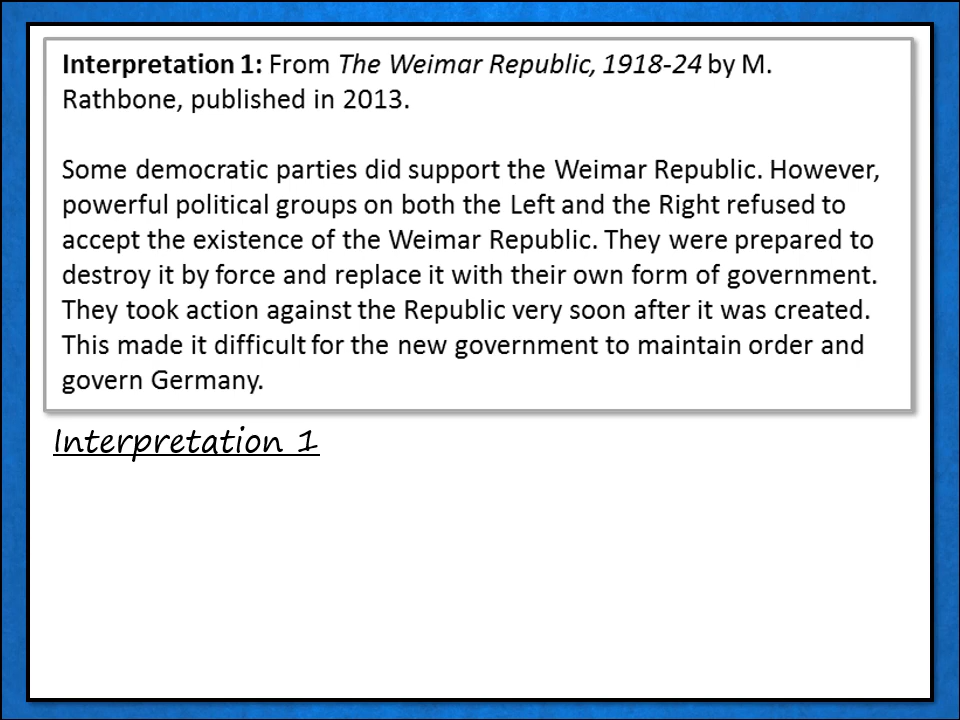 Interpretation 1: From The Weimar Republic, 1918-24 by M.
Rathbone, published in 2013.
Some democratic parties did support the Weimar Republic. However,
powerful political groups on both the Left and the Right refused to
accept the existence of the Weimar Republic. They were prepared to
destroy it by force and replace it with their own form of government.
They took action against the Republic very soon after it was created.
This made it difficult for the new government to maintain order and
govern Germany.
Interpretation 1